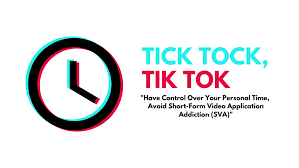 TICK TOCK,
TIK TOK
"Have Control Over Your Personal Time,
Avoid Short-Form Video Application
Addiction (SVA)"